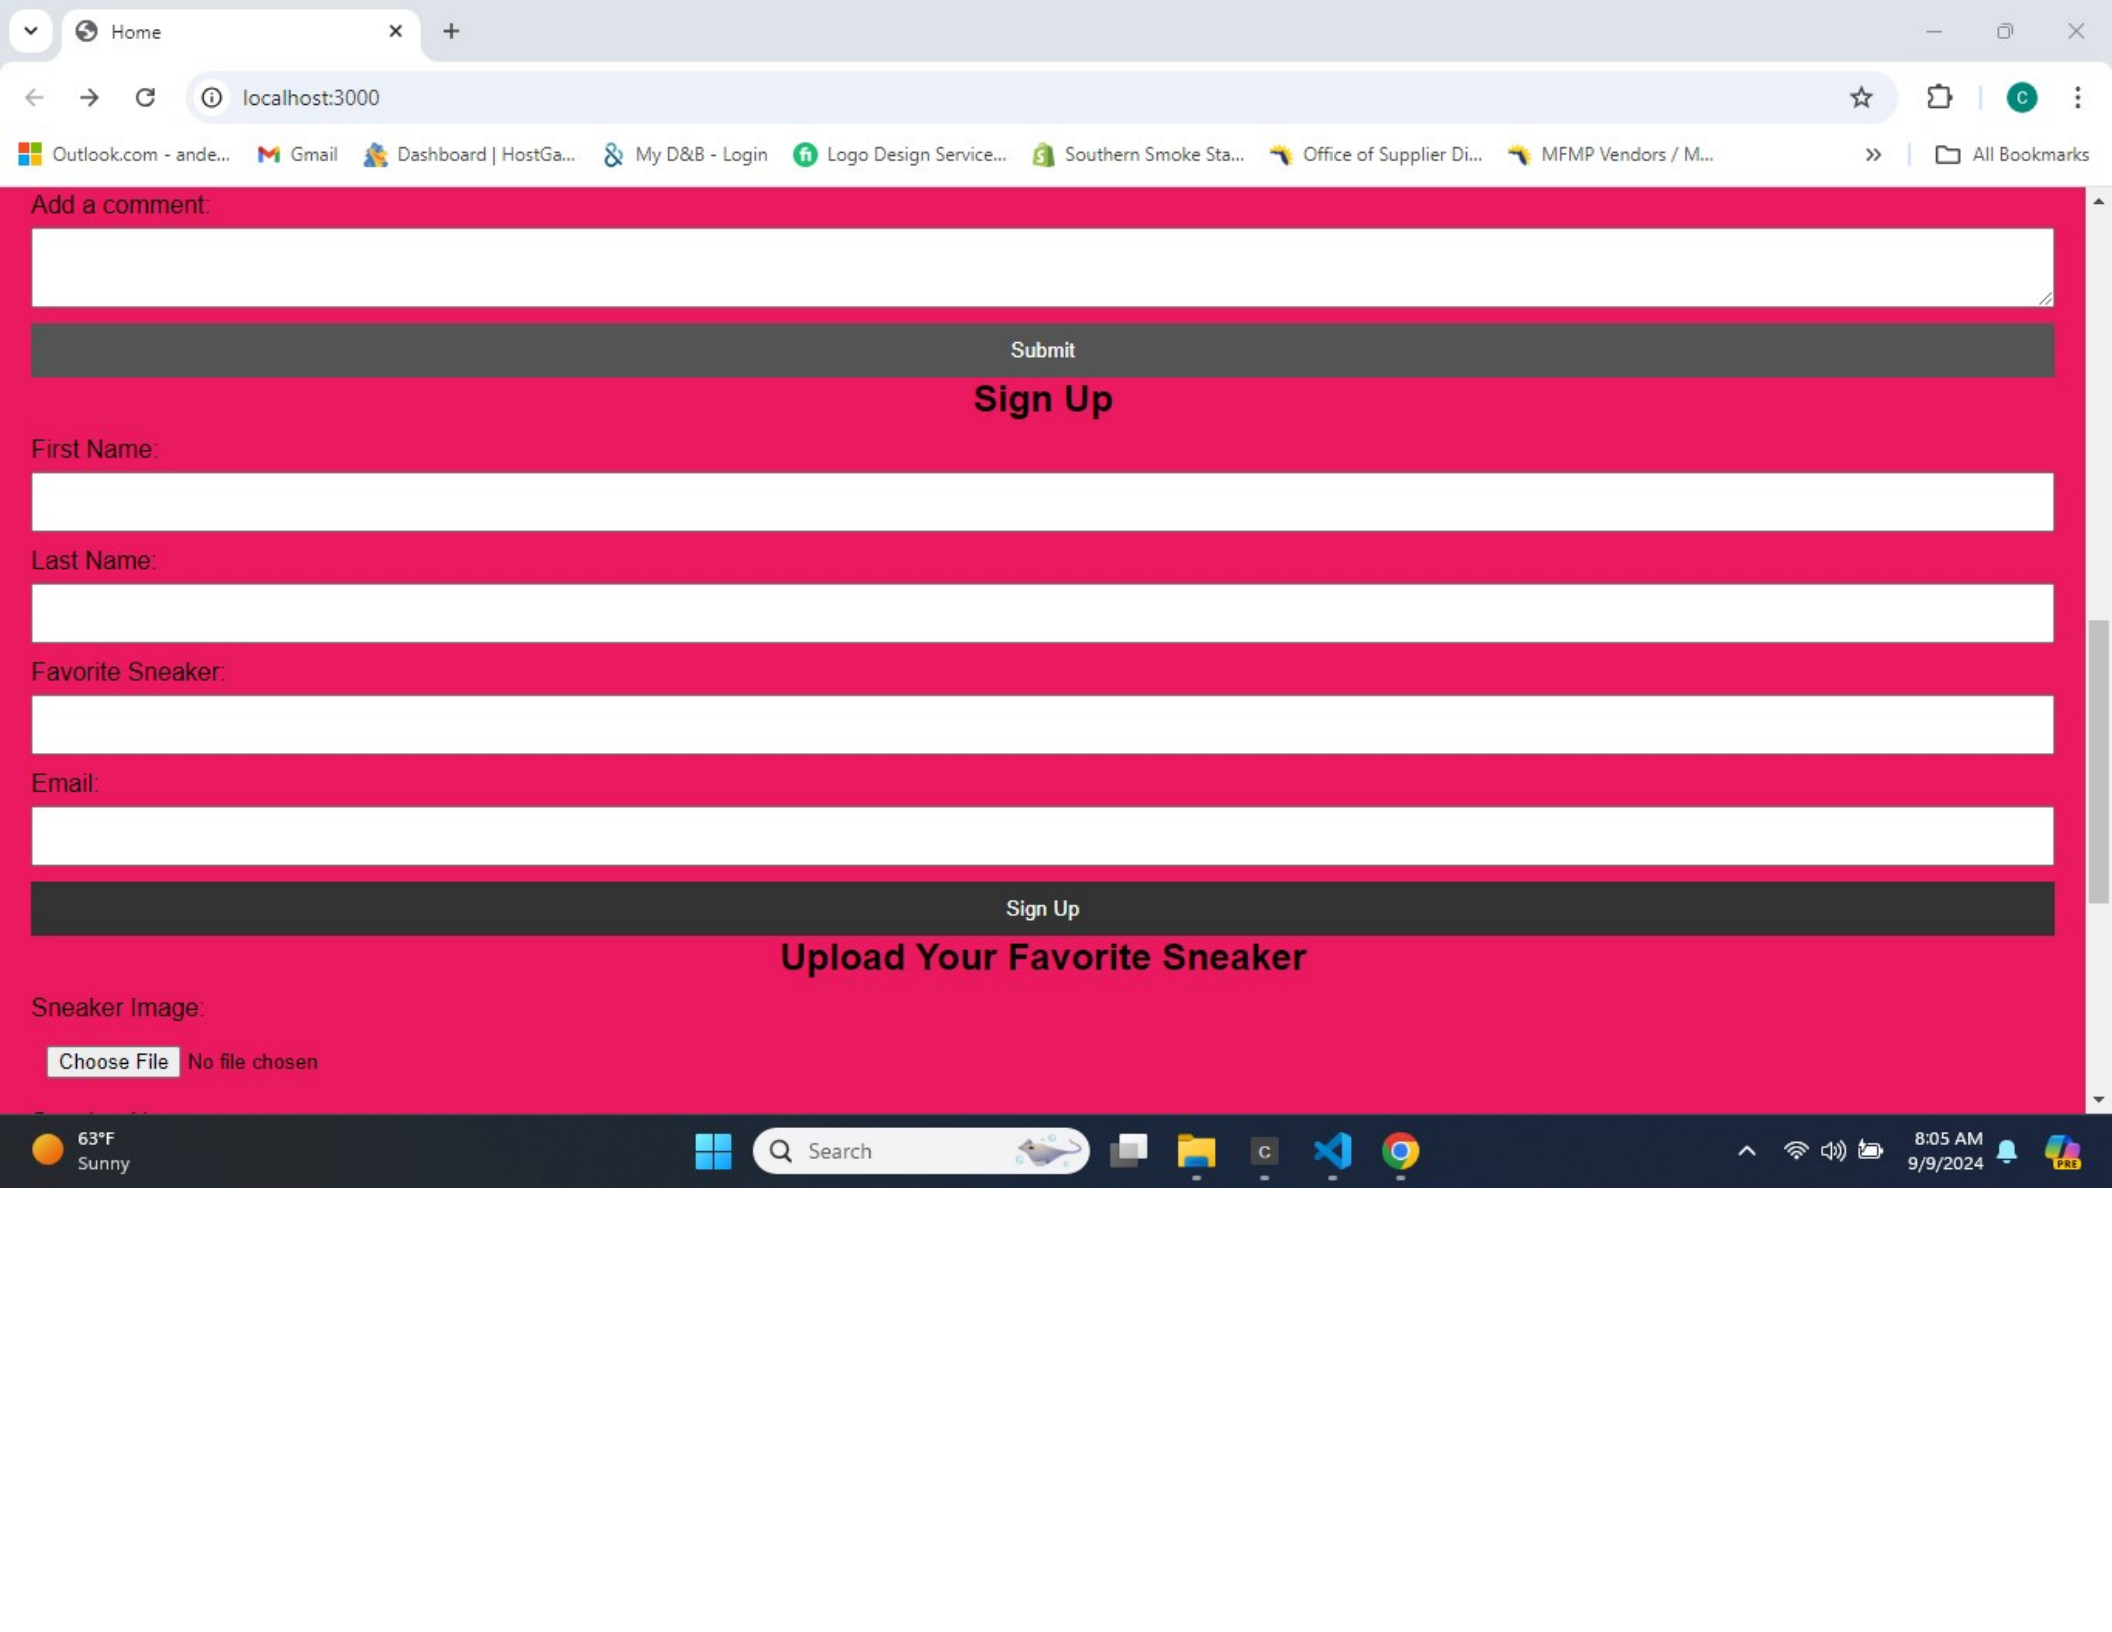 Home
localhost:3000
C
Outlook.com - ande...
Gmail
Dashboard | HostGa...
My D&B - Login
Logo Design Service...
Southern Smoke Sta...
Office of Supplier Di...
MFMP Vendors / M...
All Bookmarks
Add a comment:
Submit
Sign Up
First Name:
Last Name:
Favorite Sneaker:
Email:
Sign Up
Upload Your Favorite Sneaker
Sneaker Image:
Choose File No file chosen
63°F
Sunny
Search
C
8:05 AM
9/9/2024
PRE